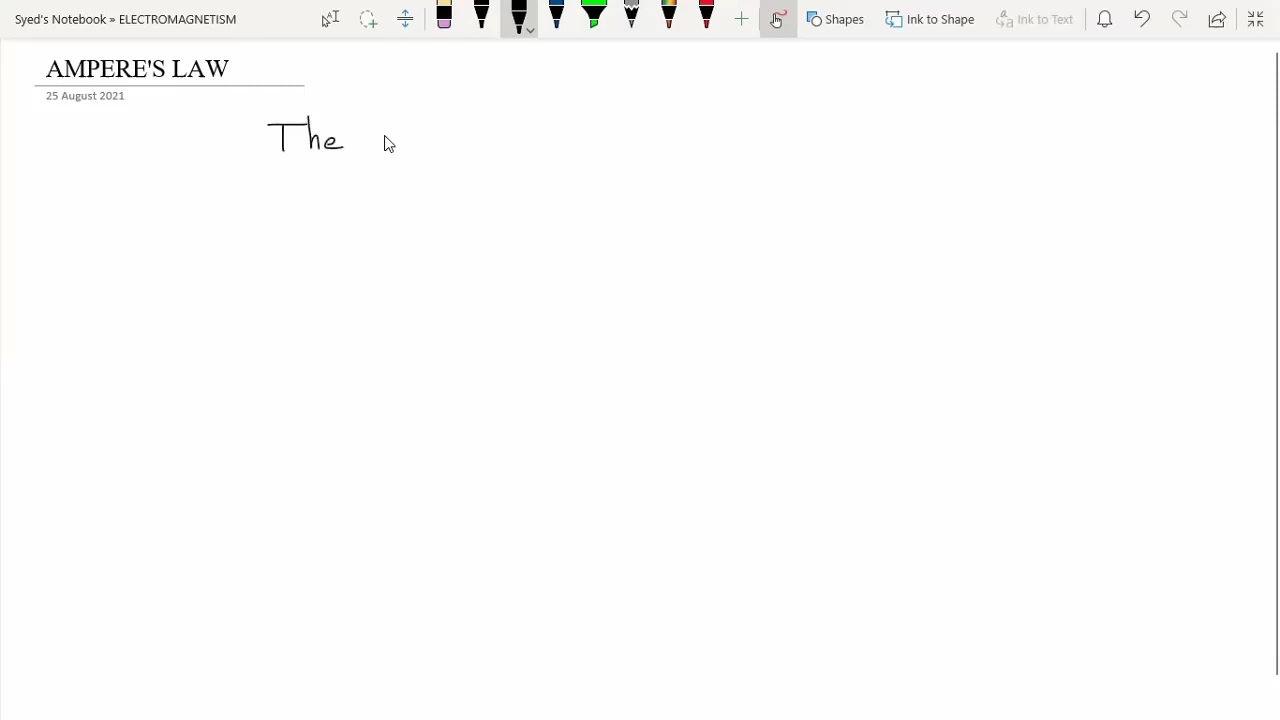 Syed's Notebook » ELECTROMAGNETISM Shapes Ink to Shape Ink to Text
AMPERE'S LAW
25 August 2021
The